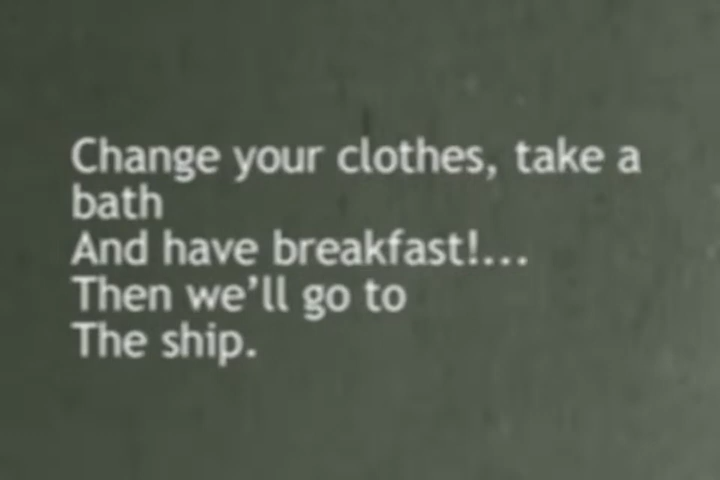 Change your clothes, take a
bath
And have breakfast!...
Then we’ll go to
The ship.